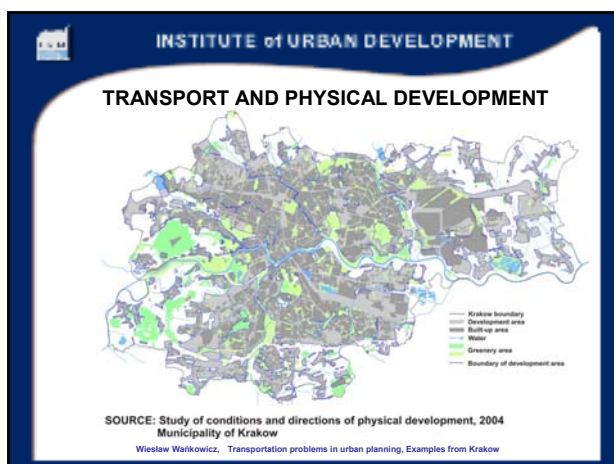 INSTITUTE of URBAN DEVELOPMENT
TRANSPORT AND PHYSICAL DEVELOPMENT
Krakow boundary
Development area
Built-up area
Water
Greenery area
Boundary of development area
SOURCE: Study of conditions and directions of physical development, 2004
Municipality of Krakow
Wiesław Wańkowicz, Transportation problems in urban planning, Examples from Krakow